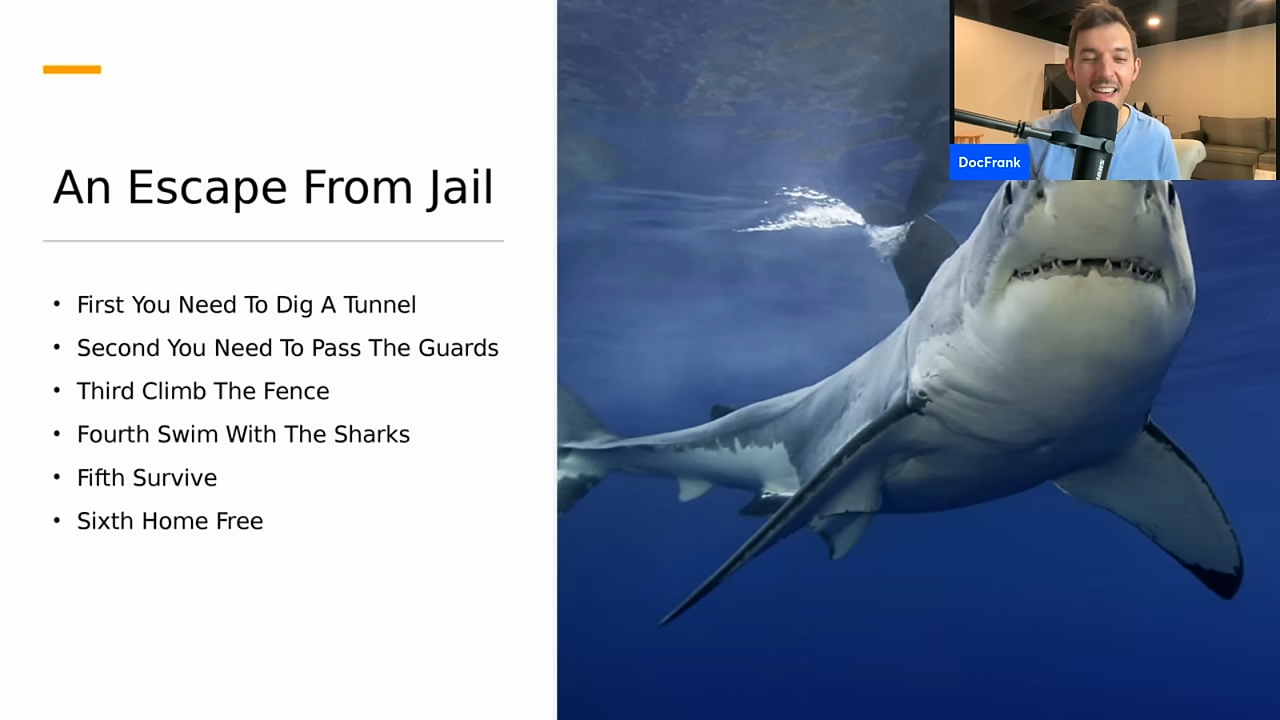 An Escape From Jail
• First You Need To Dig A Tunnel
• Second You Need To Pass The Guards
• Third Climb The Fence
• Fourth Swim With The Sharks
• Fifth Survive
• Sixth Home Free
DocFrank